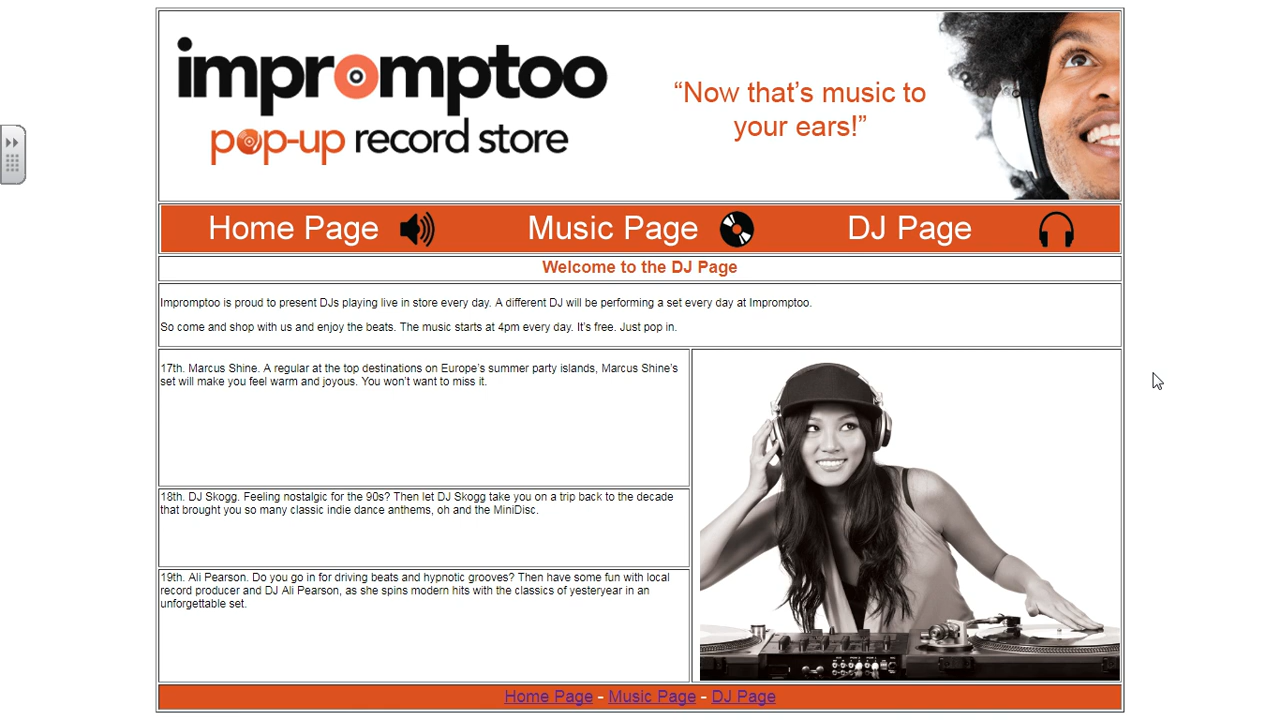 impromptoo
pop-up record store
“Now that’s music to
your ears!”
Home Page
Music Page
DJ Page
Welcome to the DJ Page
Impromptoo is proud to present DJs playing live in store every day. A different DJ will be performing a set every day at Impromptoo.
So come and shop with us and enjoy the beats. The music starts at 4pm every day. It’s free. Just pop in.
17th. Marcus Shine. A regular at the top destinations on Europe’s summer party islands, Marcus Shine’s
set will make you feel warm and joyous. You won’t want to miss it.
18th. DJ Skogg. Feeling nostalgic for the 90s? Then let DJ Skogg take you on a trip back to the decade
that brought you so many classic indie dance anthems, oh and the MiniDisc.
19th. Ali Pearson. Do you go in for driving beats and hypnotic grooves? Then have some fun with local
record producer and DJ Ali Pearson, as she spins modern hits with the classics of yesteryear in an
unforgettable set.
Home Page - Music Page - DJ Page